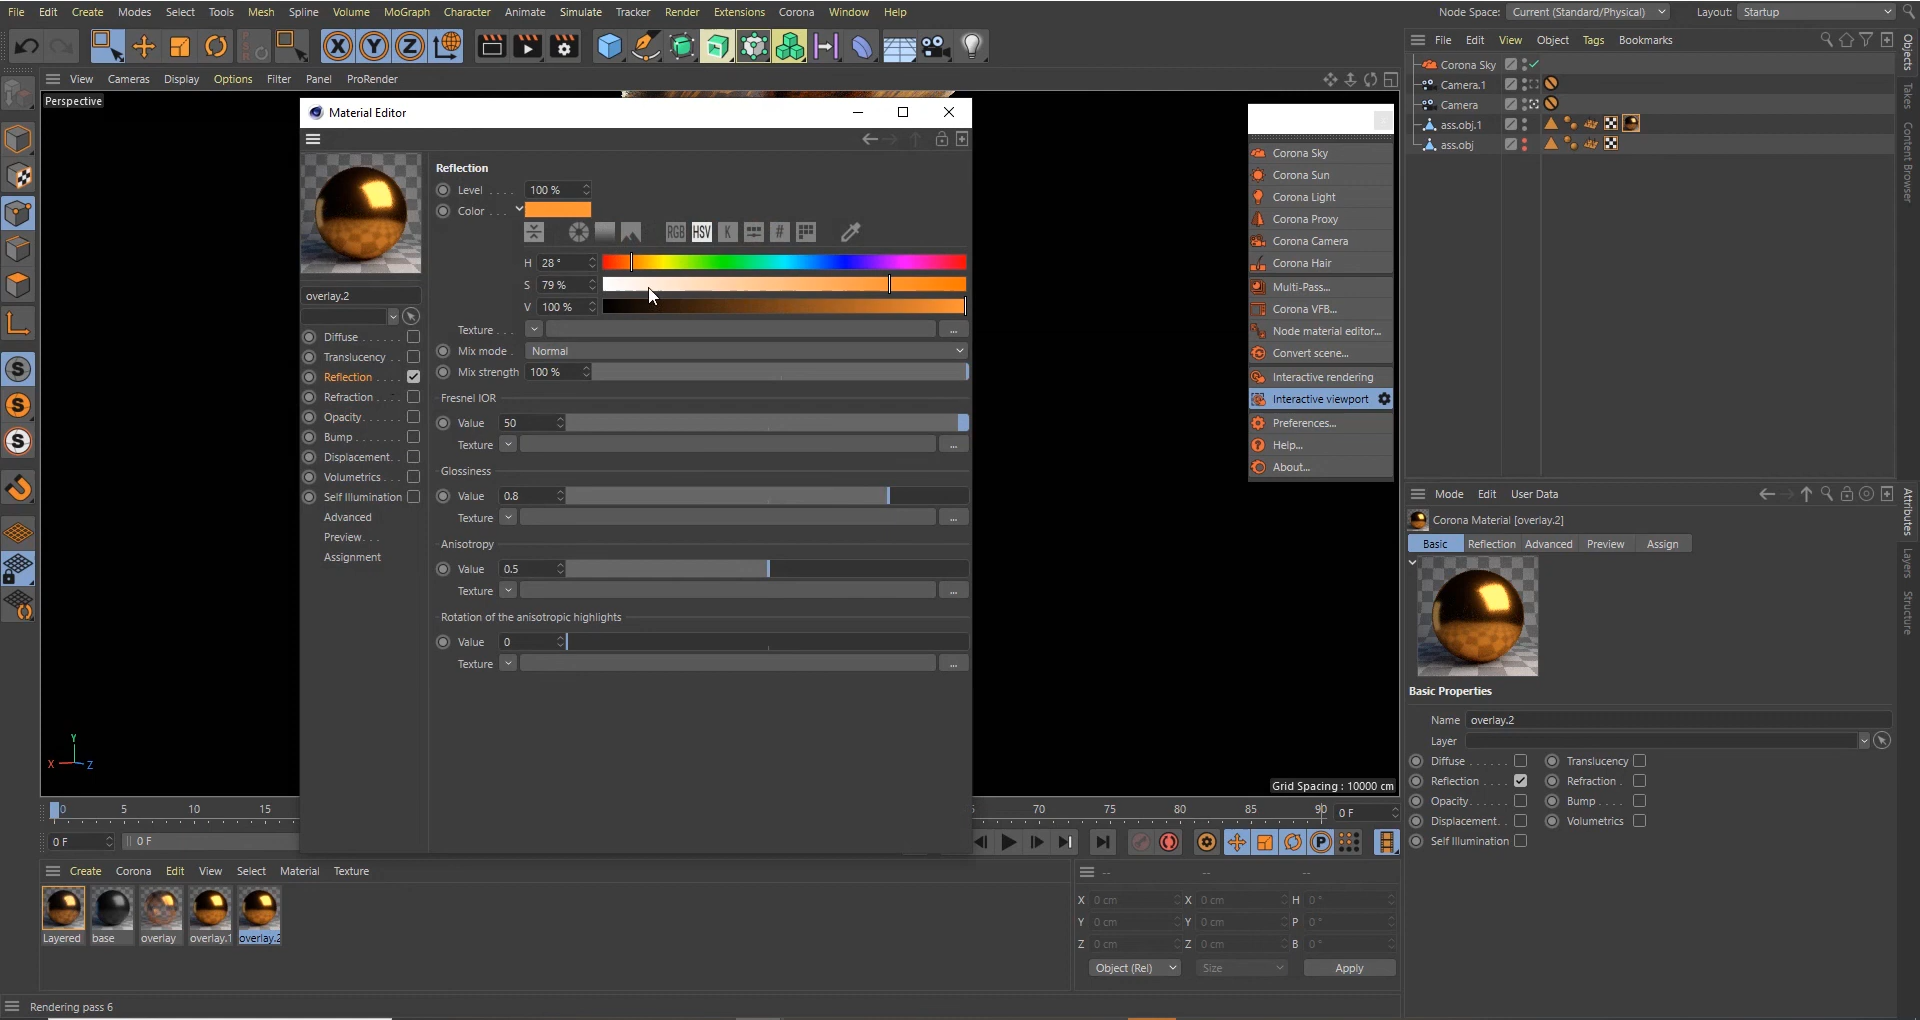 File Edit Create Modes Select Tools Mesh Spline Volume MoGraph Character Animate Simulate Tracker Render Extensions Corona Window Help Node Space: Current (Standard/Physical) Layout: Startup
X Y Z
File Edit View Object Tags Bookmarks
View Cameras Display Options Filter Panel ProRender
Perspective
Material Editor
Reflection
Level . . . . 100 %
Color . . .
RGB HSV K #
H 28 °
S 79 %
V 100 %
Texture . . .
Mix mode . Normal
Mix strength 100 %
Fresnel IOR
Value 50
Texture
Glossiness
Value 0.8
Texture
Anisotropy
Value 0.5
Texture
Rotation of the anisotropic highlights
Value 0
Texture
overlay.2
Diffuse
Translucency
Reflection
Refraction
Opacity
Bump
Displacement
Volumetrics
Self Illumination
Advanced
Preview
Assignment
Corona Sky
Corona Sun
Corona Light
Corona Proxy
Corona Camera
Corona Hair
Multi-Pass...
Corona VFB...
Node material editor...
Convert scene...
Interactive rendering
Interactive viewport
Preferences...
Help...
About...
Corona Sky
Camera.1
Camera
ass.obj.1
ass.obj
Objects
Takes
Content Browser
Mode Edit User Data
Corona Material [overlay.2]
Basic Reflection Advanced Preview Assign
Basic Properties
Name overlay.2
Layer
Diffuse Translucency
Reflection Refraction
Opacity Bump
Displacement Volumetrics
Self Illumination
Attributes
Layers
Structure
X Y Z
Grid Spacing : 10000 cm
0 5 10 15 70 75 80 85 90 0 F
0 F 0 F
P
Create Corona Edit View Select Material Texture
Layered base overlay overlay.1 overlay.2
-- -- --
X 0 cm X 0 cm H 0 °
Y 0 cm Y 0 cm P 0 °
Z 0 cm Z 0 cm B 0 °
Object (Rel) Size Apply
Rendering pass 6